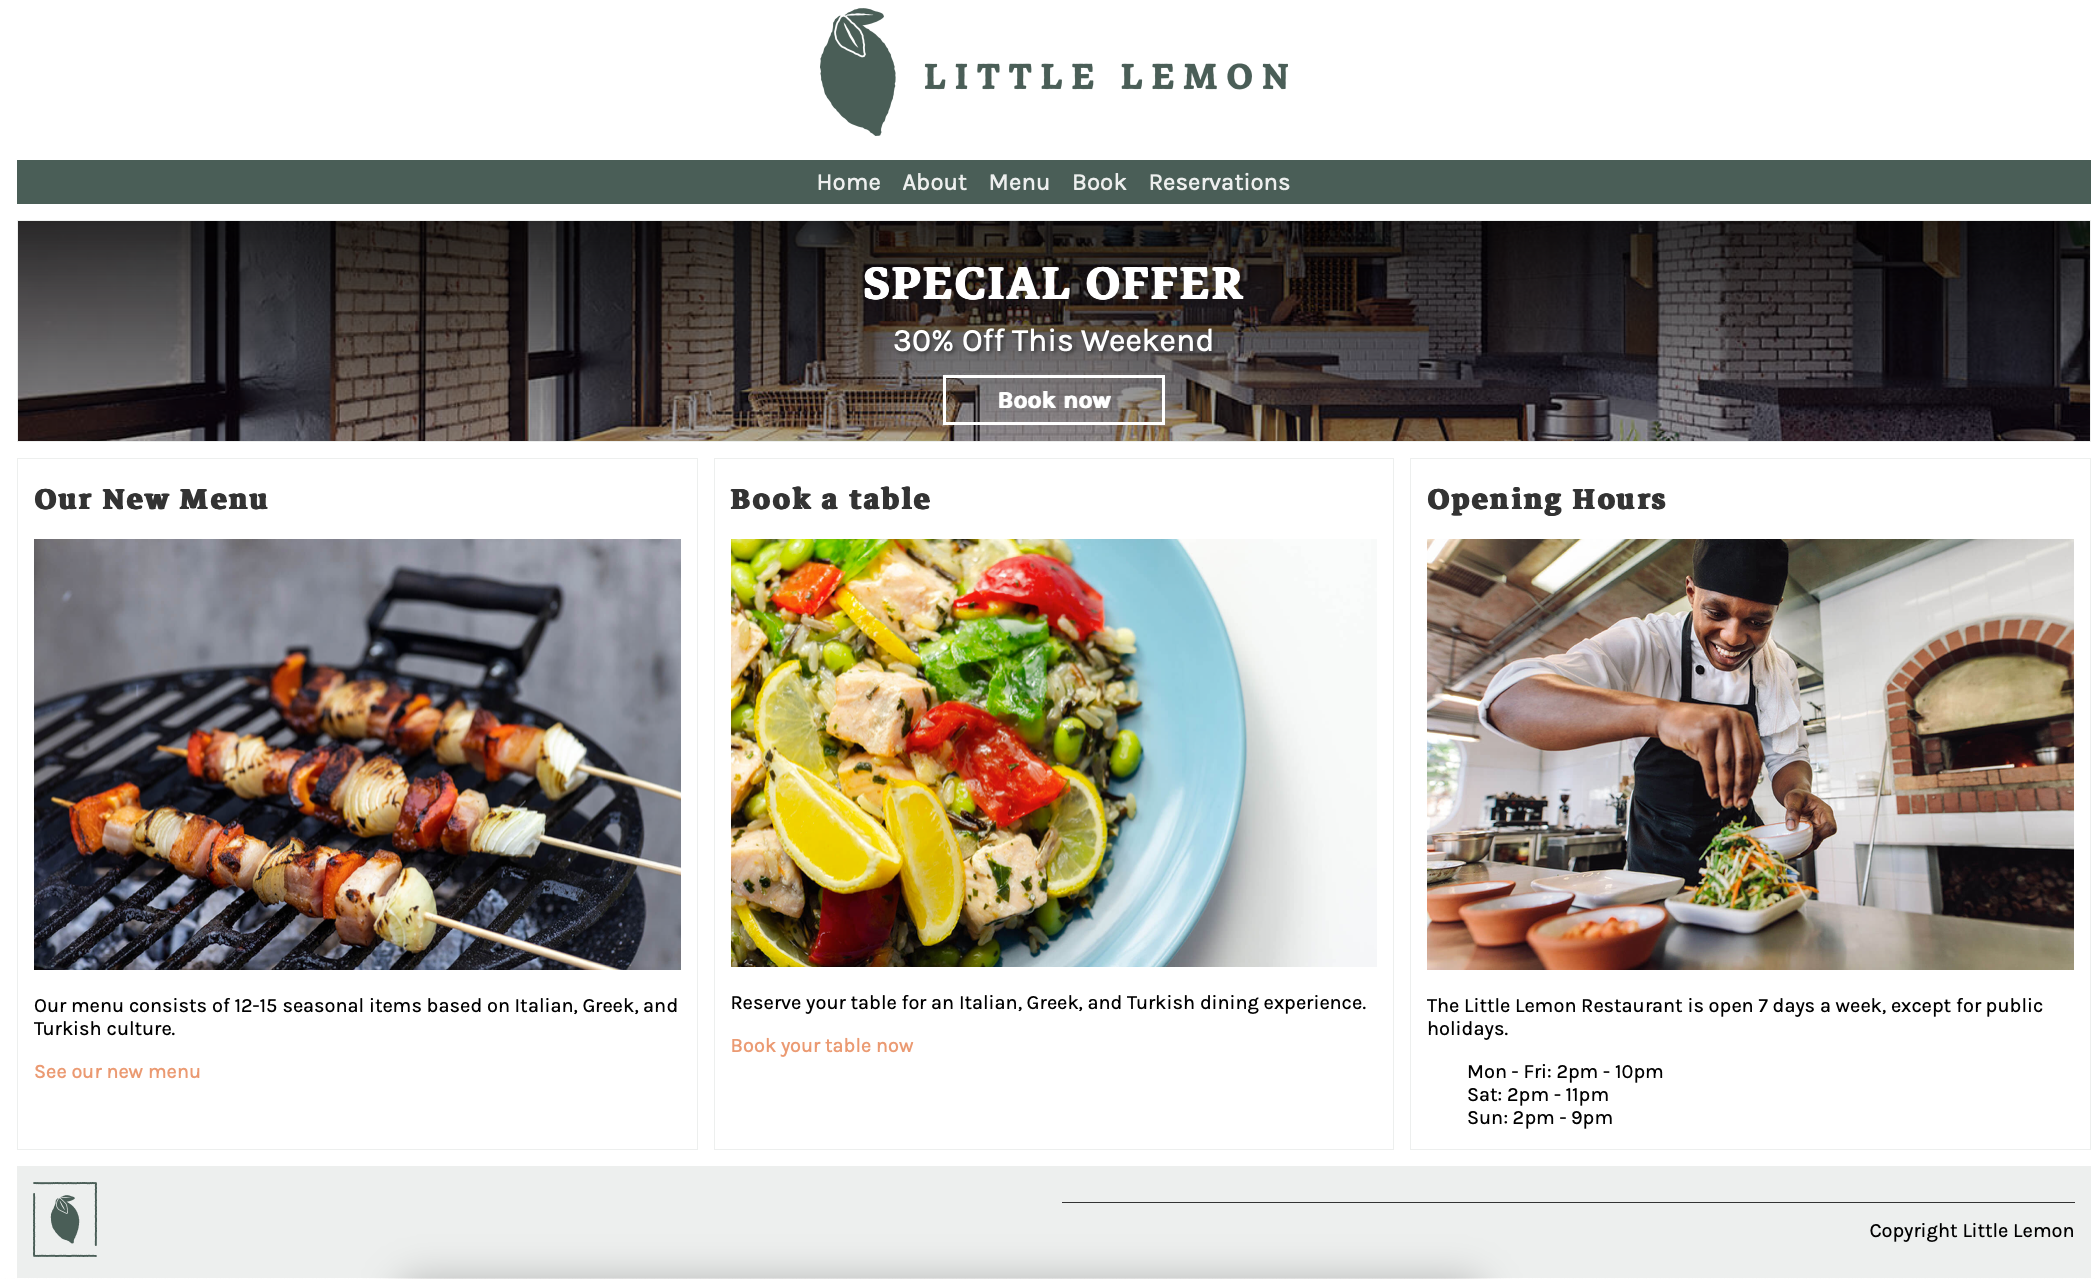 LITTLE LEMON
Home About Menu Book Reservations
SPECIAL OFFER
30% Off This Weekend
Book now
Our New Menu
Our menu consists of 12-15 seasonal items based on Italian, Greek, and
Turkish culture.
See our new menu
Book a table
Reserve your table for an Italian, Greek, and Turkish dining experience.
Book your table now
Opening Hours
The Little Lemon Restaurant is open 7 days a week, except for public
holidays.
Mon - Fri: 2pm - 10pm
Sat: 2pm - 11pm
Sun: 2pm - 9pm
Copyright Little Lemon